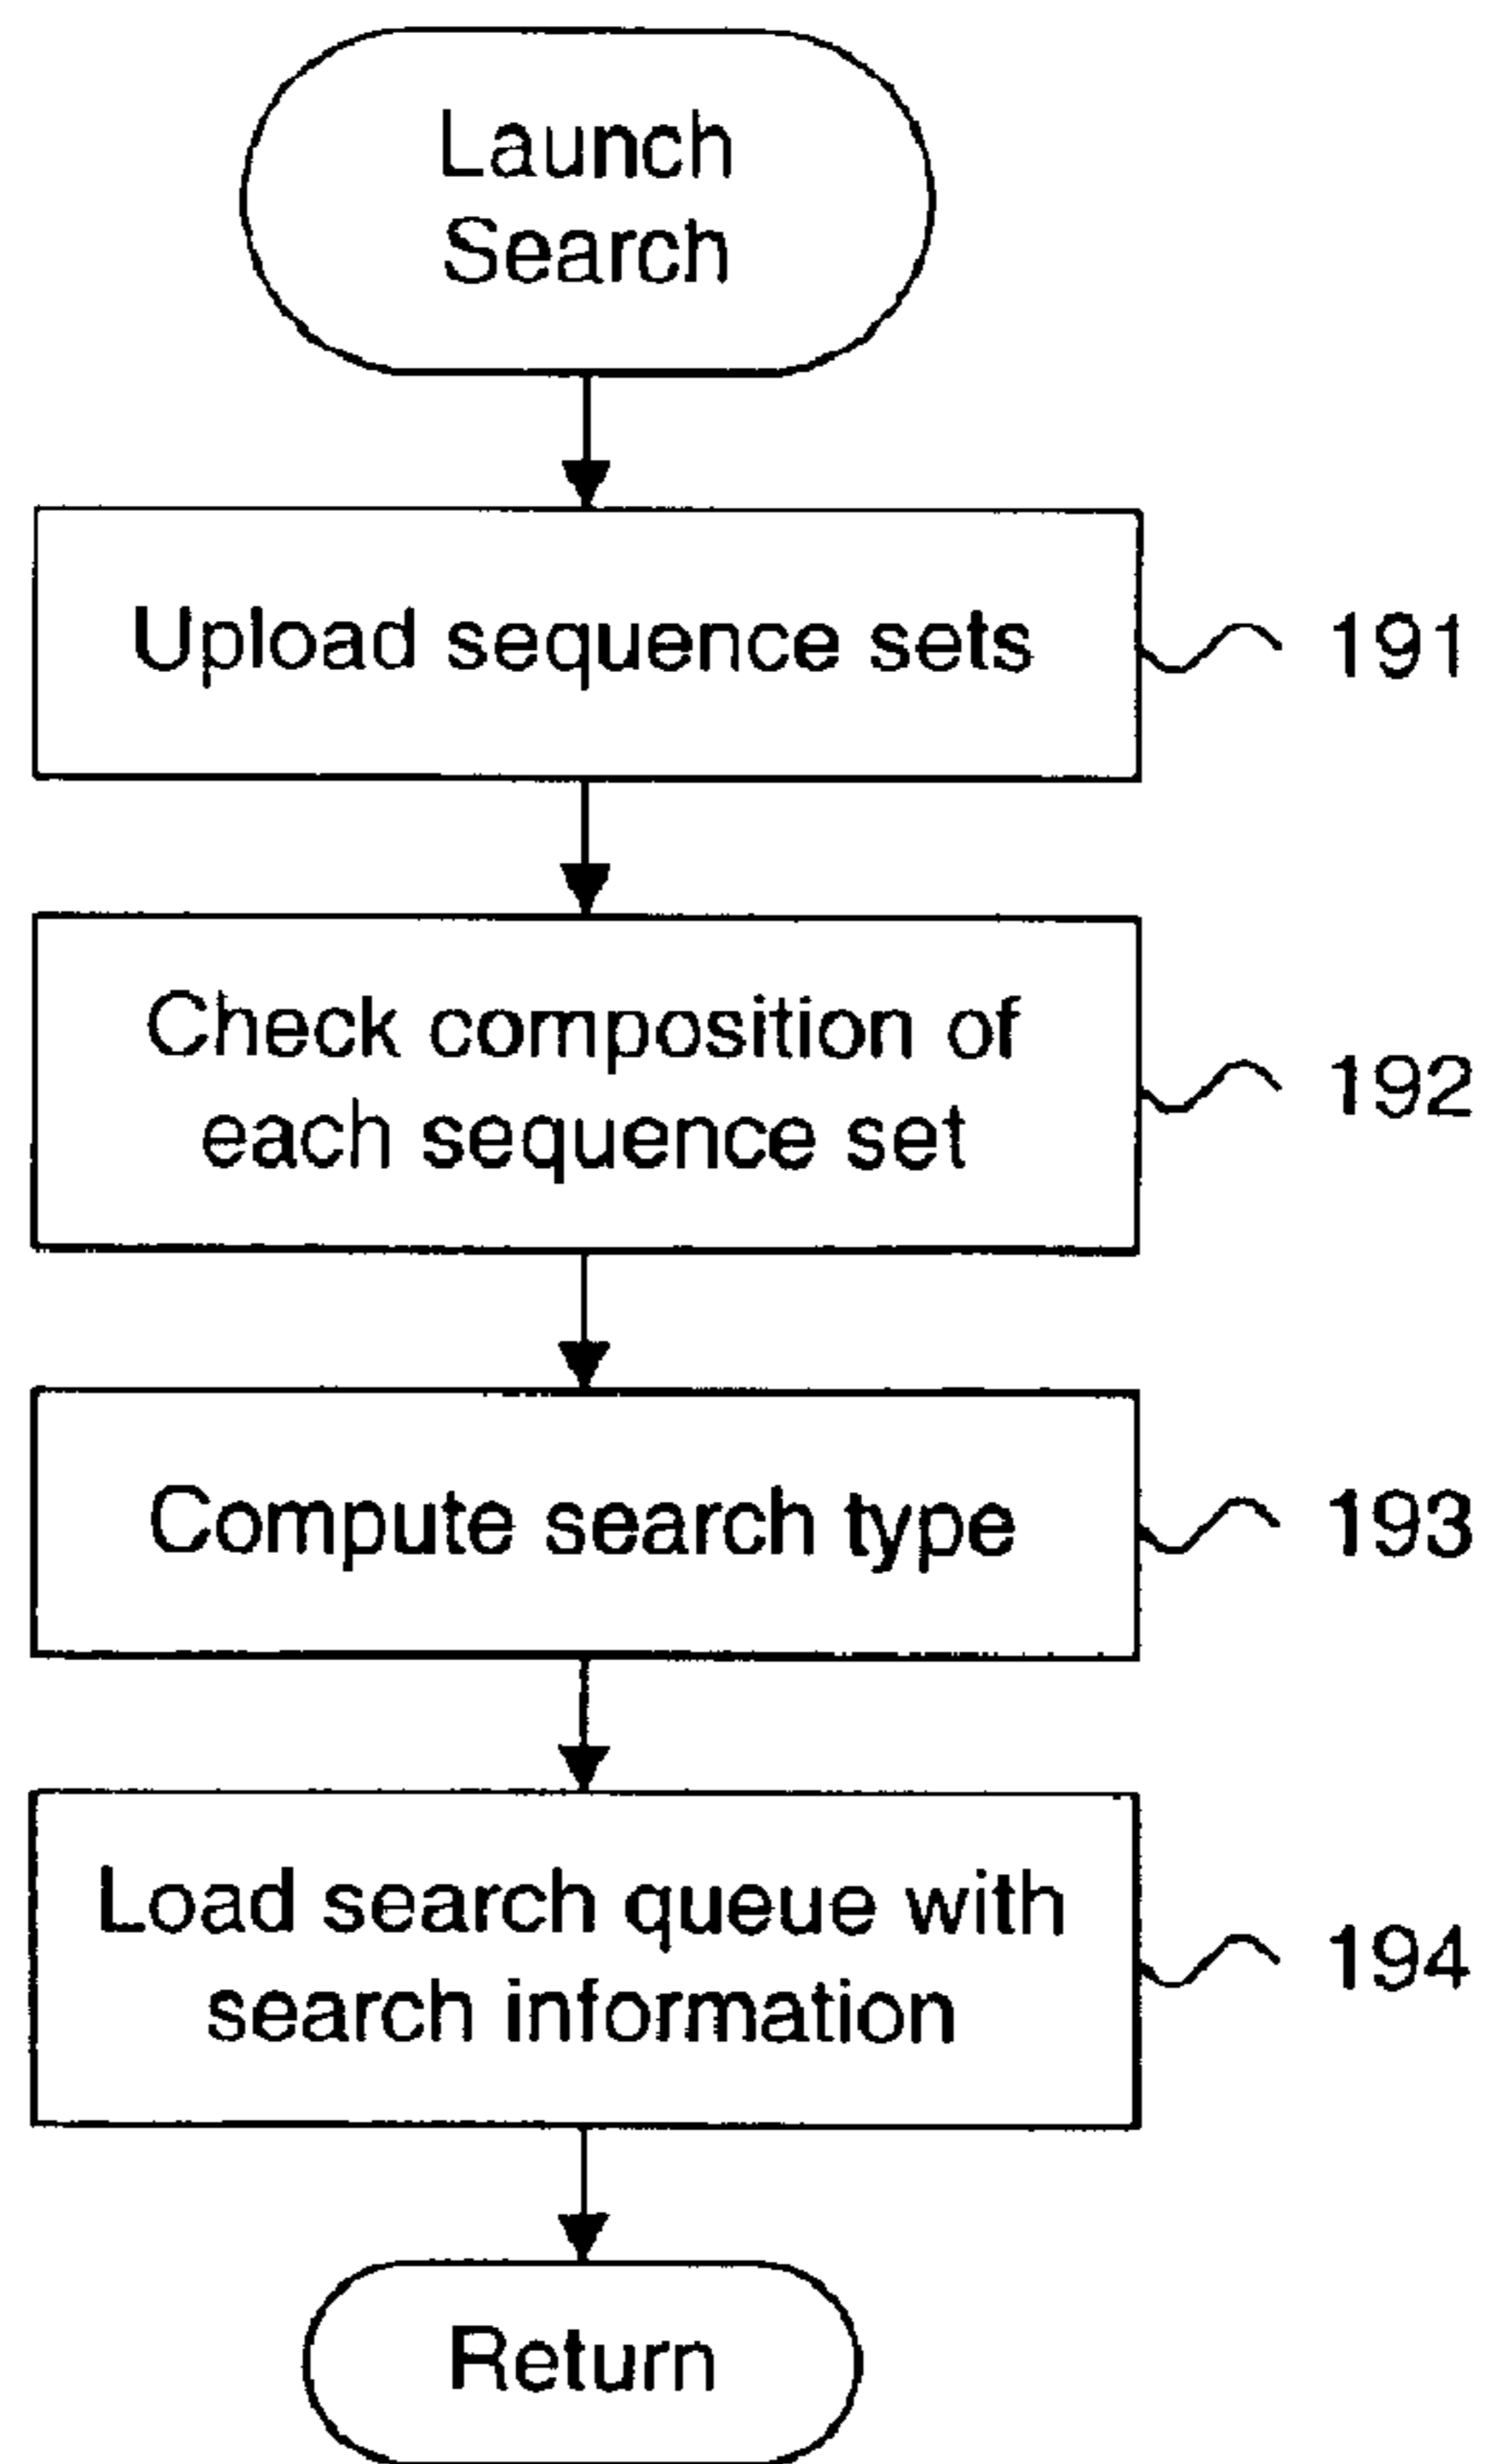 Launch
Search
Upload sequence sets
191
Check composition of
each sequence set
192
Compute search type
193
Load search queue with
search information
194
Return